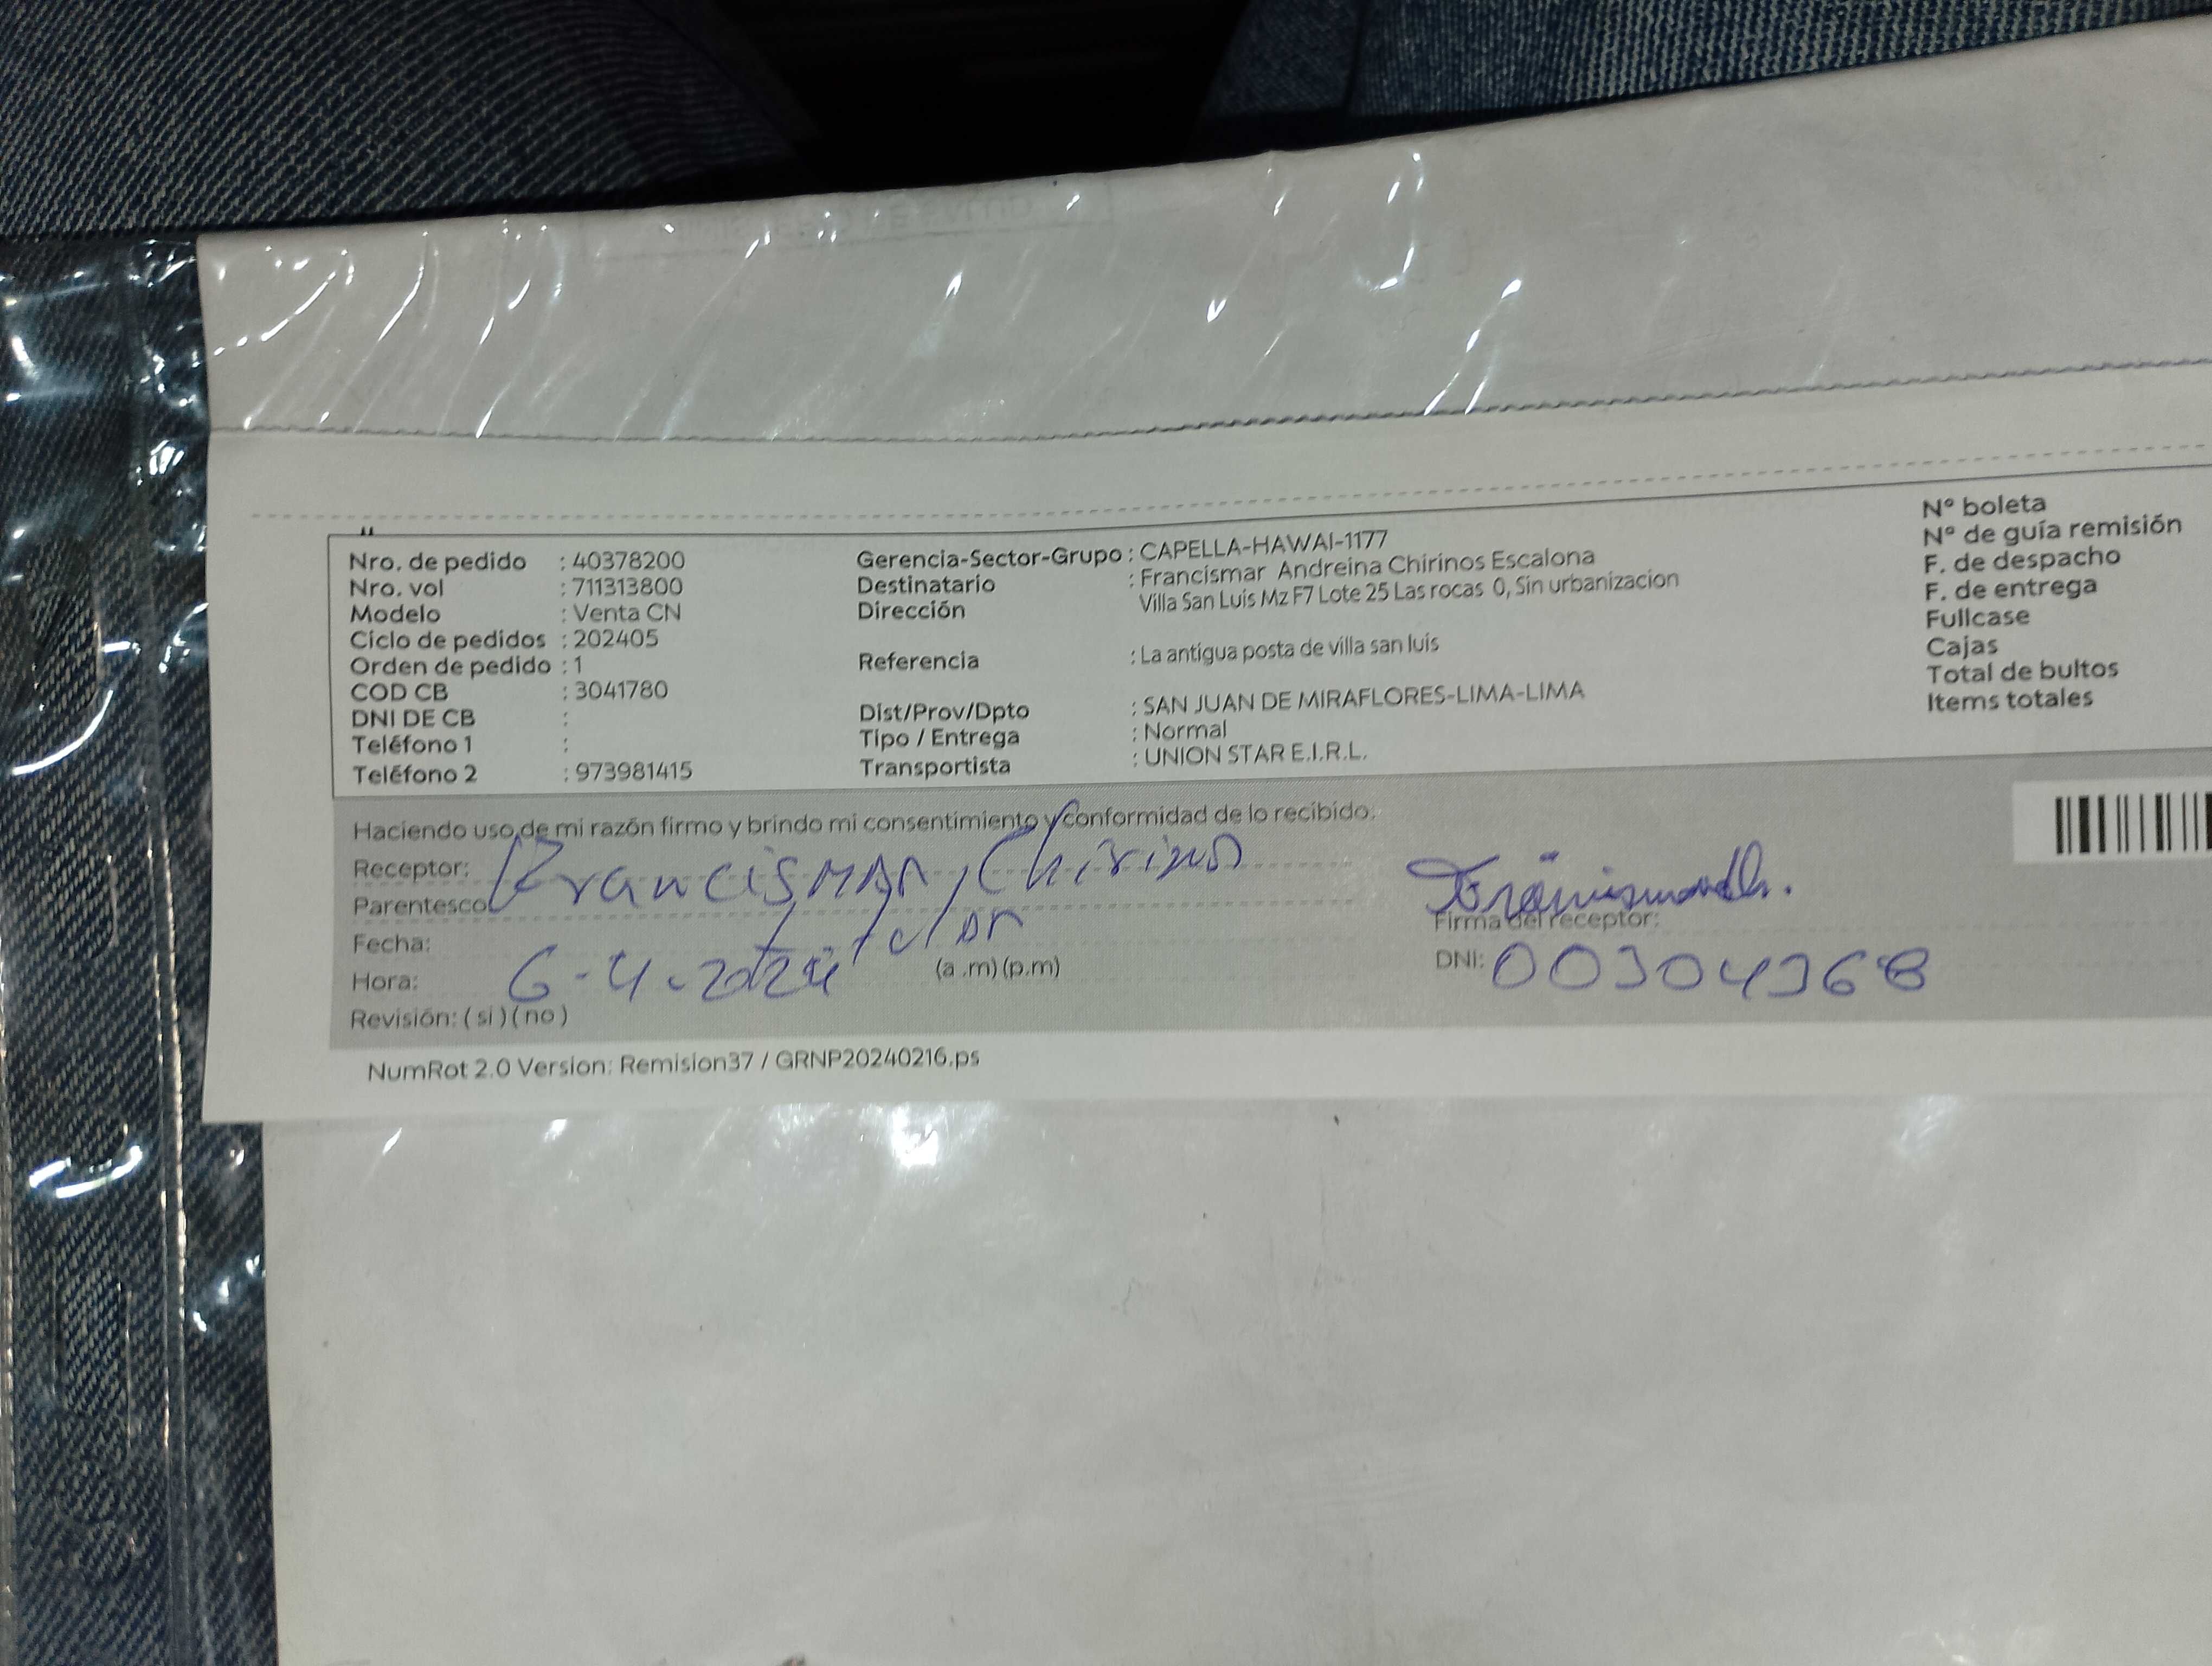 Nro. de pedido : 40378200
Nro. vol : 711313800
Modelo : Venta CN
Ciclo de pedidos : 202405
Orden de pedido : 1
COD CB : 3041780
DNI DE CB :
Teléfono 1 :
Teléfono 2 : 973981415
Gerencia-Sector-Grupo : CAPELLA-HAWAI-1177
Destinatario : Francismar Andreina Chirinos Escalona
Dirección Villa San Luis Mz F7 Lote 25 Las rocas 0, Sin urbanizacion
Referencia : La antigua posta de villa san luis
Dist/Prov/Dpto : SAN JUAN DE MIRAFLORES-LIMA-LIMA
Tipo / Entrega : Normal
Transportista : UNION STAR E.I.R.L.
N° boleta
N° de guía remisión
F. de despacho
F. de entrega
Fullcase
Cajas
Total de bultos
Items totales
Haciendo uso de mi razón firmo y brindo mi consentimiento y conformidad de lo recibido.
Receptor: Francismar Chirinos
Parentesco:
Fecha:
Hora: 6-4-2024 (a .m) (p.m)
Revisión: ( si ) ( no )
Firma del receptor:
DNI: 00304368
NumRot 2.0 Version: Remision37 / GRNP20240216.ps